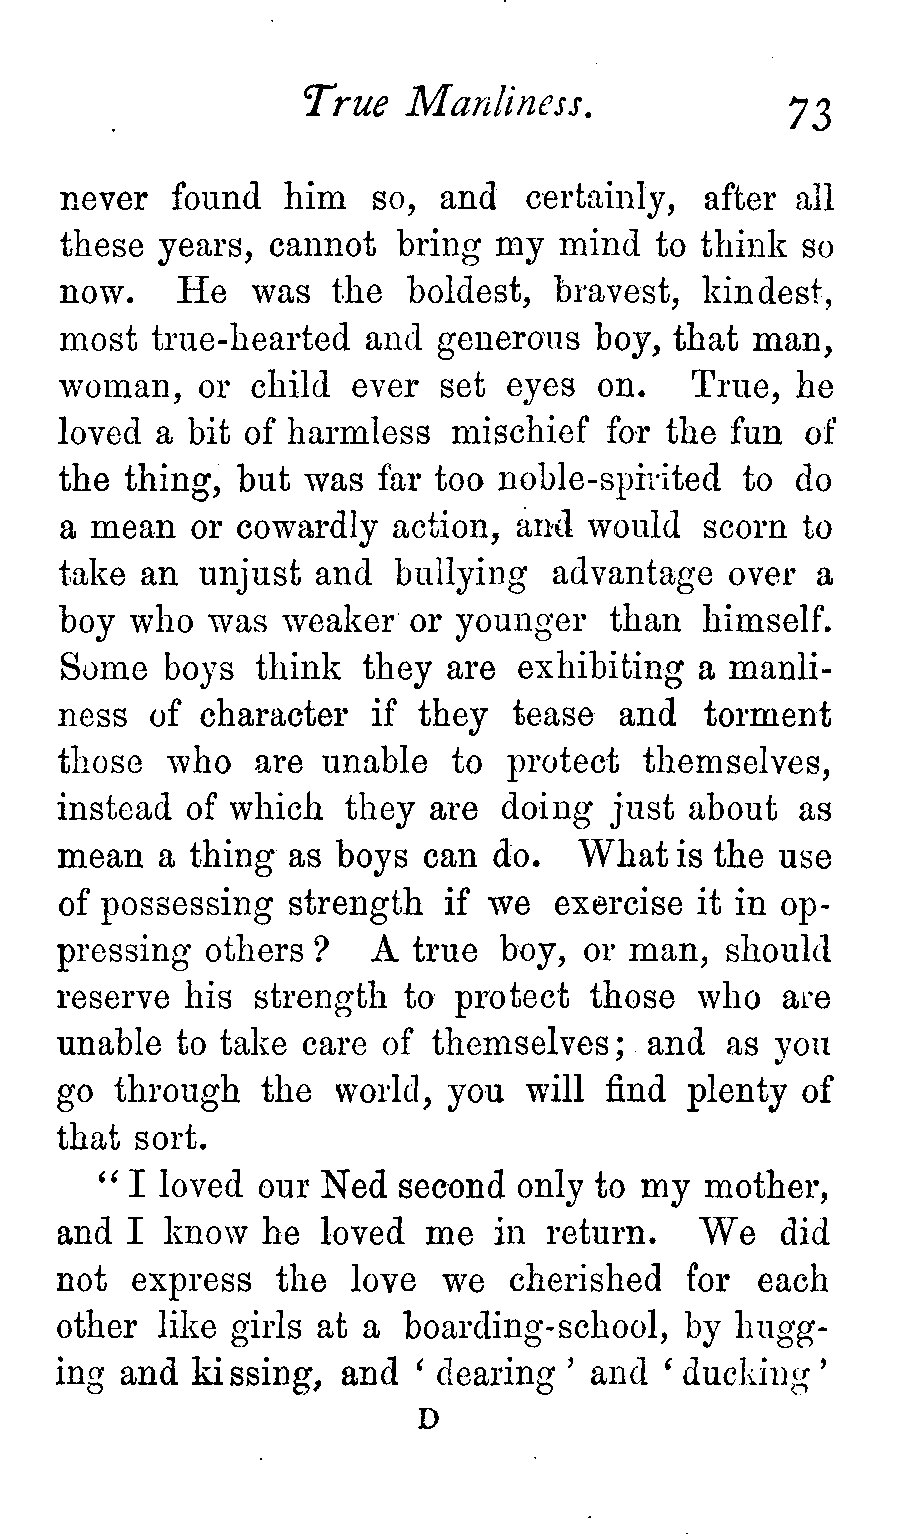 True Manliness. 73
never found him so, and certainly, after all
these years, cannot bring my mind to think so
now. He was the boldest, bravest, kindest,
most true-hearted and generous boy, that man,
woman, or child ever set eyes on. True, he
loved a bit of harmless mischief for the fun of
the thing, but was far too noble-spirited to do
a mean or cowardly action, and would scorn to
take an unjust and bullying advantage over a
boy who was weaker or younger than himself.
Some boys think they are exhibiting a manli-
ness of character if they tease and torment
those who are unable to protect themselves,
instead of which they are doing just about as
mean a thing as boys can do. What is the use
of possessing strength if we exercise it in op-
pressing others? A true boy, or man, should
reserve his strength to protect those who are
unable to take care of themselves; and as you
go through the world, you will find plenty of
that sort.
“ I loved our Ned second only to my mother,
and I know he loved me in return. We did
not express the love we cherished for each
other like girls at a boarding-school, by hugg-
ing and kissing, and ‘ dearing ’ and ‘ ducking ’
D